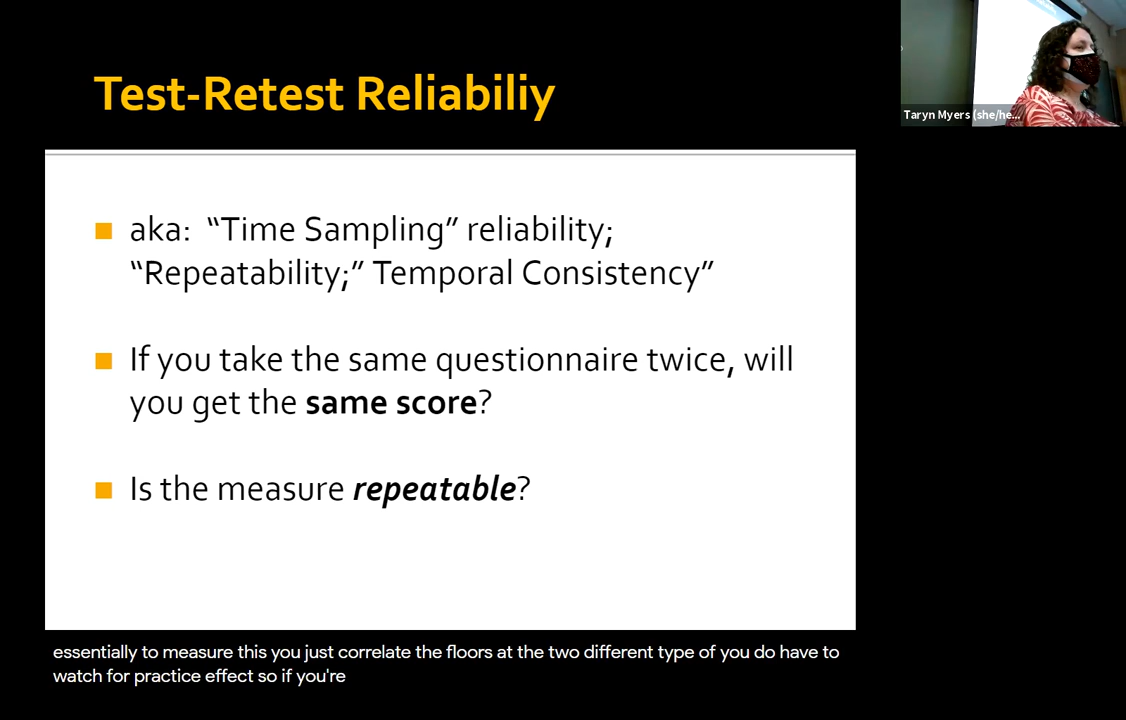 Test-Retest Reliabiliy
Taryn Myers (she/he...
aka:  “Time Sampling” reliability;
“Repeatability;” Temporal Consistency”
If you take the same questionnaire twice, will
you get the same score?
Is the measure repeatable?
essentially to measure this you just correlate the floors at the two different type of you do have to
watch for practice effect so if you're